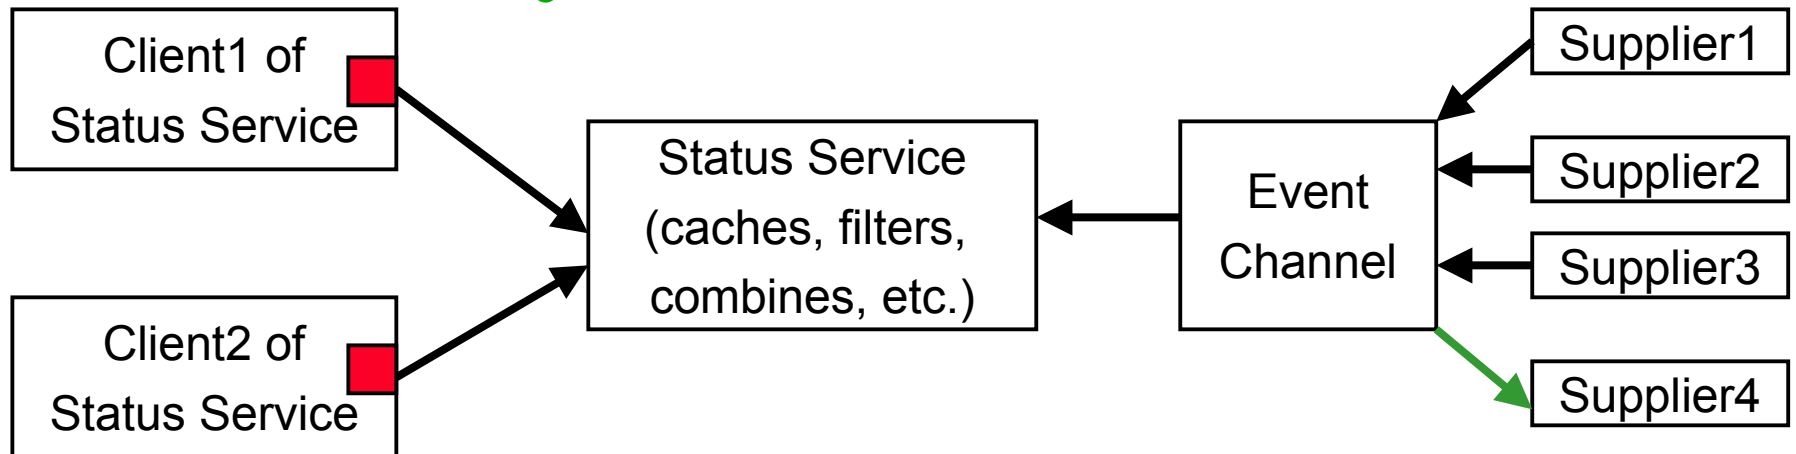 Client1 of
Status Service
Client2 of
Status Service
Status Service
(caches, filters,
combines, etc.)
Event
Channel
Supplier1
Supplier2
Supplier3
Supplier4